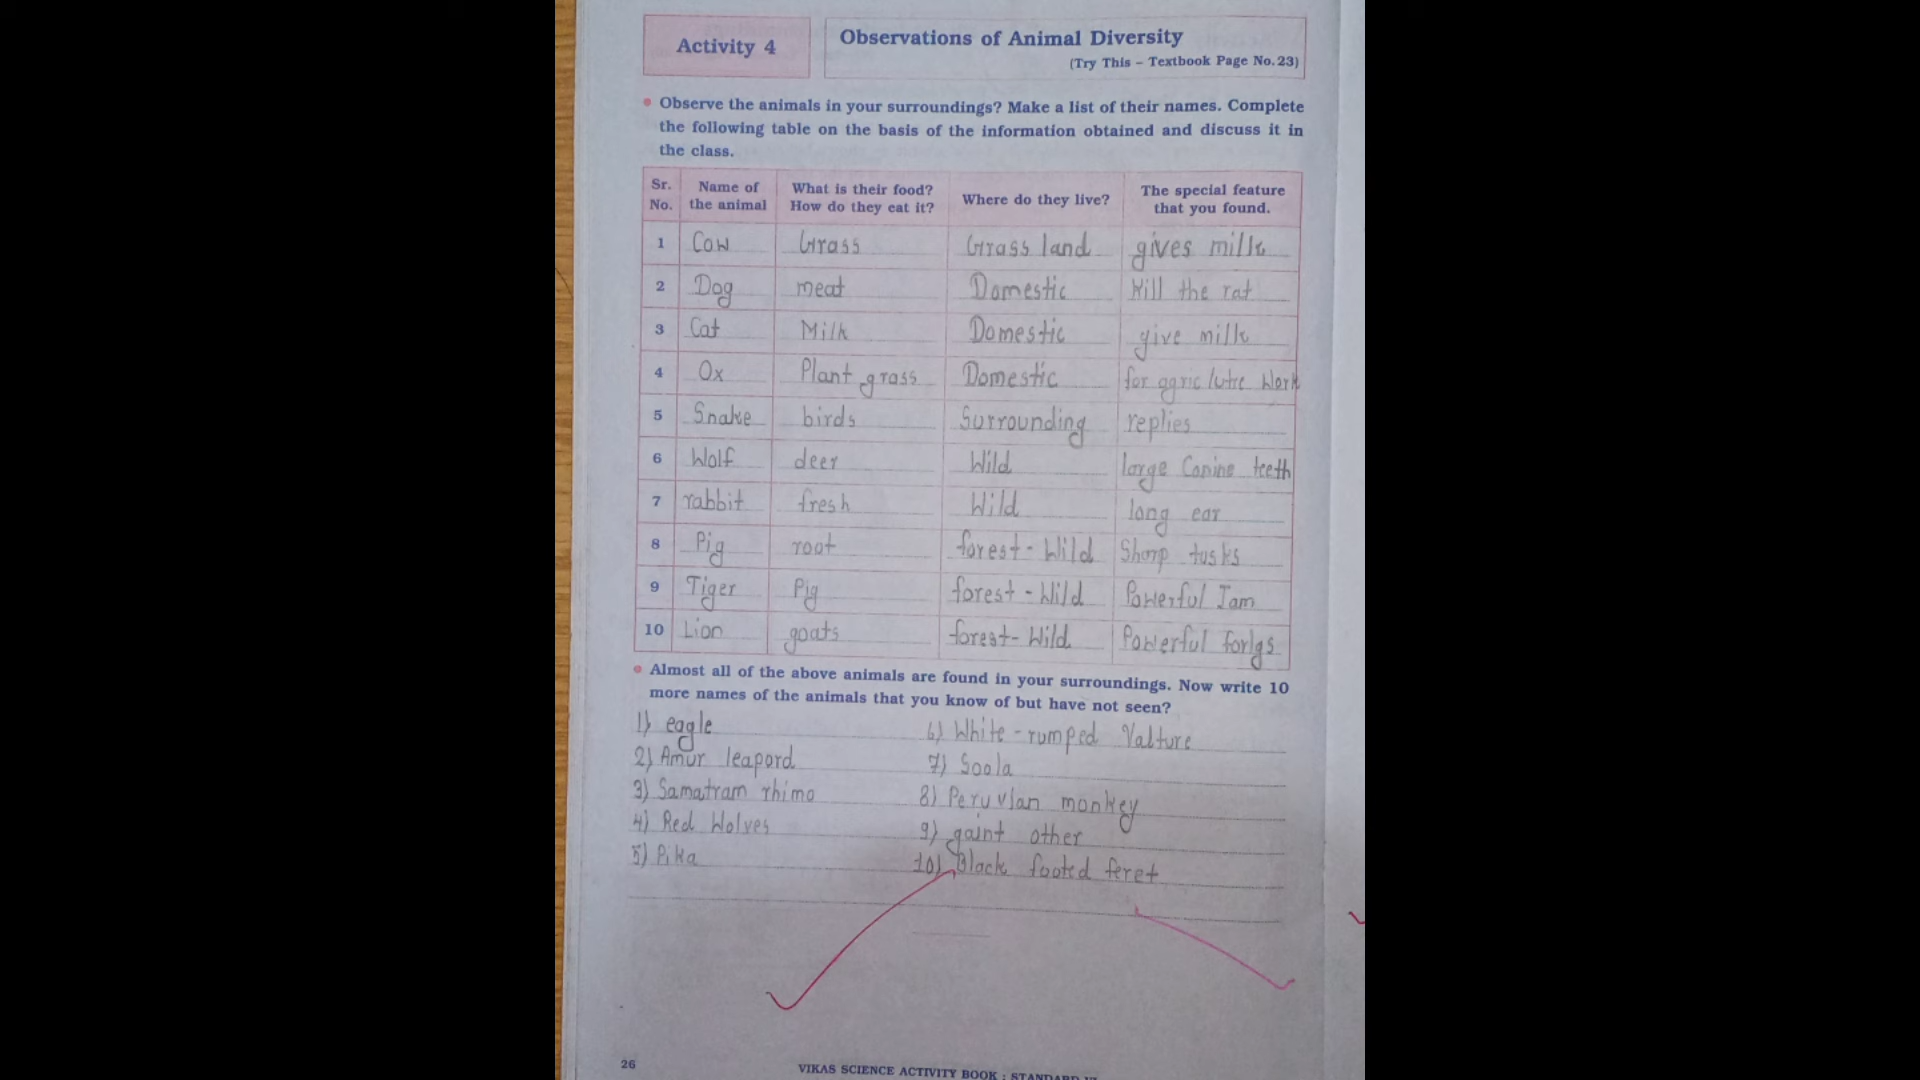 Activity 4
Observations of Animal Diversity
(Try This – Textbook Page No. 23)
Observe the animals in your surroundings? Make a list of their names. Complete
the following table on the basis of the information obtained and discuss it in
the class.
Sr. No. Name of the animal What is their food? How do they eat it? Where do they live? The special feature that you found.
1 Cow Grass Grass land gives milk
2 Dog meat Domestic Kill the rat
3 Cat Milk Domestic give milk
4 Ox Plant grass Domestic for Work
5 Snake birds Surrounding replies
6 Wolf deer Wild large Canine teeth
7 rabbit fresh Wild long ear
8 Pig root forest - Wild Sharp tusks
9 Tiger Pig forest - Wild Powerful
10 Lion goats forest - Wild Powerful
Almost all of the above animals are found in your surroundings. Now write 10
more names of the animals that you know of but have not seen?
1) eagle
2) Amur leapord
3) Samatram rhimo
4) Red Wolves
5) Pika
6) White - rumped Valture
7) Soola
8) Peruvian monkey
9) gaint other
10) Black footed feret
26
VIKAS SCIENCE ACTIVITY BOOK : STANDARD